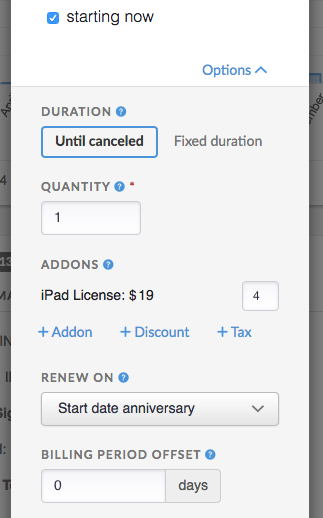 starting now
Options
DURATION ?
Until canceled Fixed duration
QUANTITY ? *
1
ADDONS ?
iPad License: $19 4
+ Addon + Discount + Tax
RENEW ON ?
Start date anniversary
BILLING PERIOD OFFSET ?
0 days